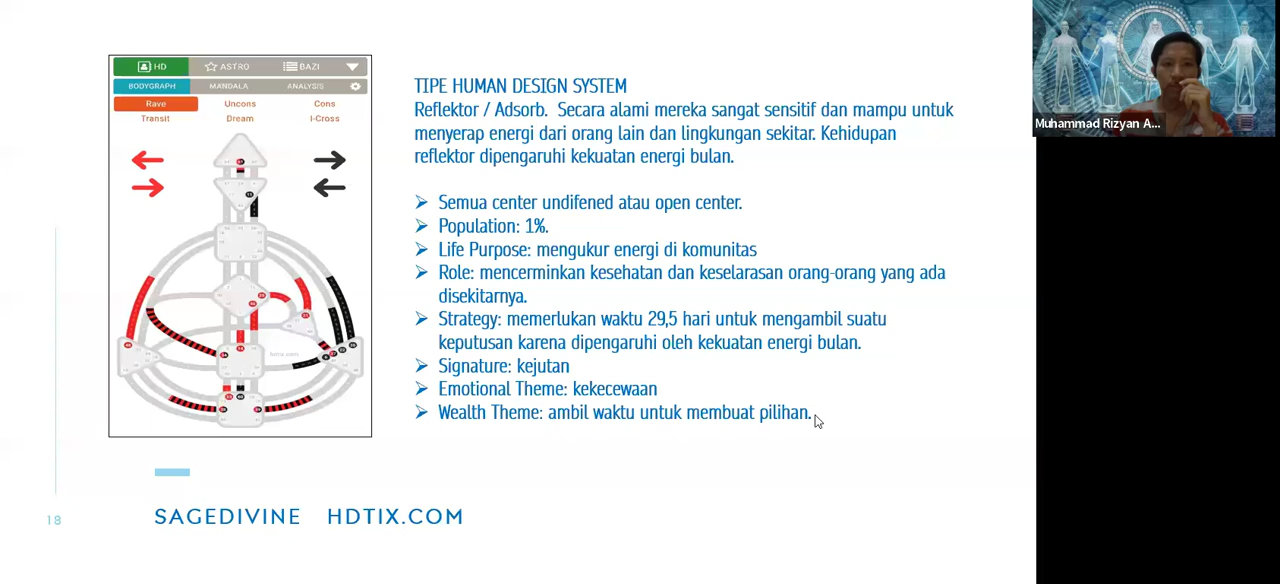 HD
ASTRO
BAZI
BODYGRAPH
MANDALA
ANALYSIS
Rave
Uncons
Cons
Transit
Dream
I-Cross
TIPE HUMAN DESIGN SYSTEM
Reflektor / Adsorb. Secara alami mereka sangat sensitif dan mampu untuk
menyerap energi dari orang lain dan lingkungan sekitar. Kehidupan
reflektor dipengaruhi kekuatan energi bulan.
➢ Semua center undifened atau open center.
➢ Population: 1%.
➢ Life Purpose: mengukur energi di komunitas
➢ Role: mencerminkan kesehatan dan keselarasan orang-orang yang ada
disekitarnya.
➢ Strategy: memerlukan waktu 29,5 hari untuk mengambil suatu
keputusan karena dipengaruhi oleh kekuatan energi bulan.
➢ Signature: kejutan
➢ Emotional Theme: kekecewaan
➢ Wealth Theme: ambil waktu untuk membuat pilihan.
18
SAGEDIVINE HDTIX.COM
Muhammad Rizyan A...